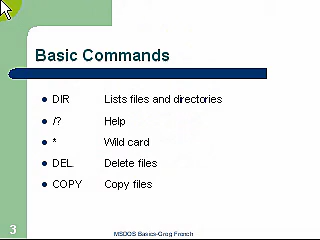 Basic Commands
DIR Lists files and directories
/? Help
* Wild card
DEL Delete files
COPY Copy files
3
MSDOS Basics-Greg French